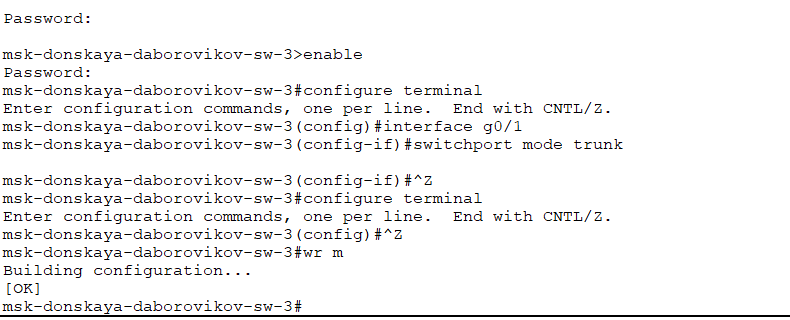 Password:
msk-donskaya-daborovikov-sw-3>enable
Password:
msk-donskaya-daborovikov-sw-3#configure terminal
Enter configuration commands, one per line.  End with CNTL/Z.
msk-donskaya-daborovikov-sw-3(config)#interface g0/1
msk-donskaya-daborovikov-sw-3(config-if)#switchport mode trunk
msk-donskaya-daborovikov-sw-3(config-if)#^Z
msk-donskaya-daborovikov-sw-3#configure terminal
Enter configuration commands, one per line.  End with CNTL/Z.
msk-donskaya-daborovikov-sw-3(config)#^Z
msk-donskaya-daborovikov-sw-3#wr m
Building configuration...
[OK]
msk-donskaya-daborovikov-sw-3#